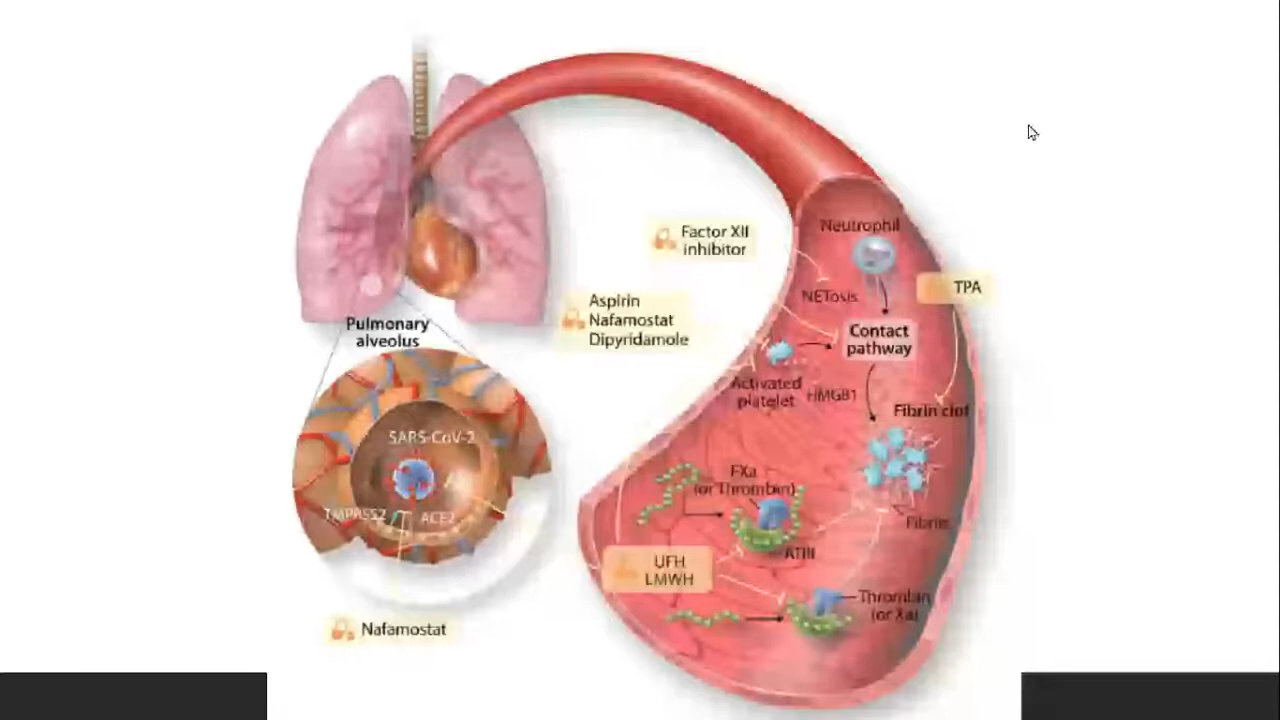 Factor XII
inhibitor
Neutrophil
TPA
NETosis
Aspirin
Nafamostat
Dipyridamole
Pulmonary
alveolus
Contact
pathway
Activated
platelet
HMGB1
Fibrin clot
SARS-CoV-2
TMPRSS2
ACE2
FXa
(or Thrombin)
Fibrin
ATIII
UFH
LMWH
Thrombin
(or Xa)
Nafamostat